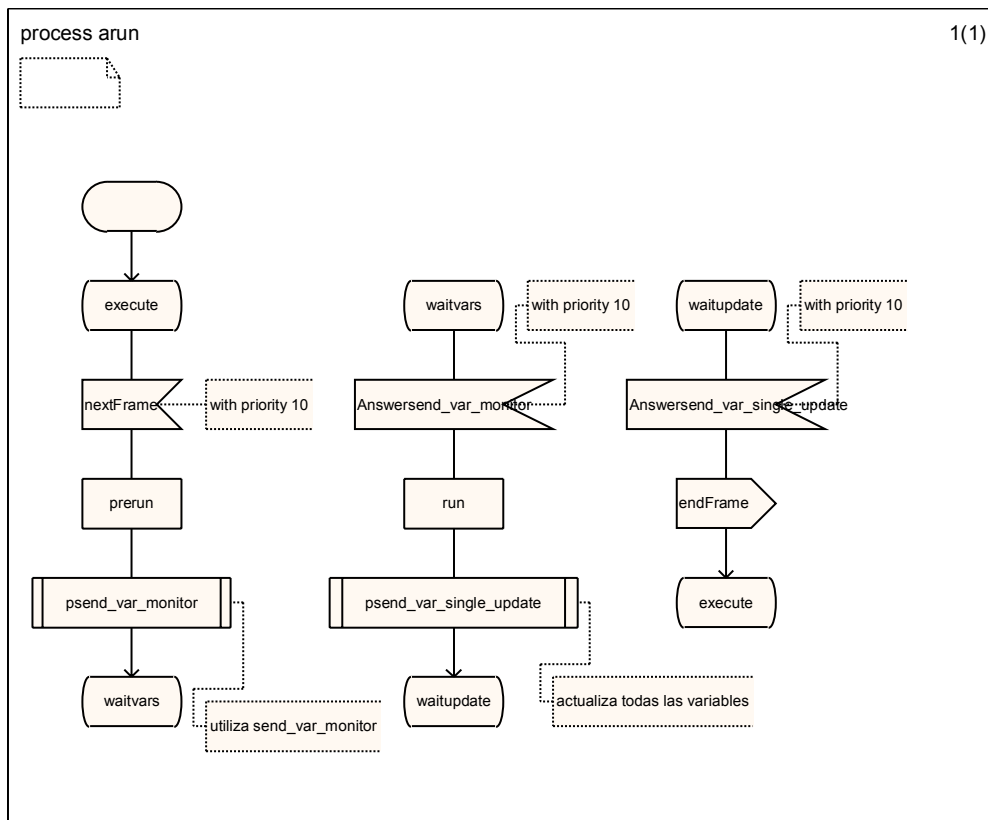 process arun
1(1)
execute
nextFrame
with priority 10
prerun
psend_var_monitor
waitvars
utiliza send_var_monitor
waitvars
with priority 10
Answersend_var_monitor
run
psend_var_single_update
waitupdate
actualiza todas las variables
waitupdate
with priority 10
Answersend_var_single_update
endFrame
execute